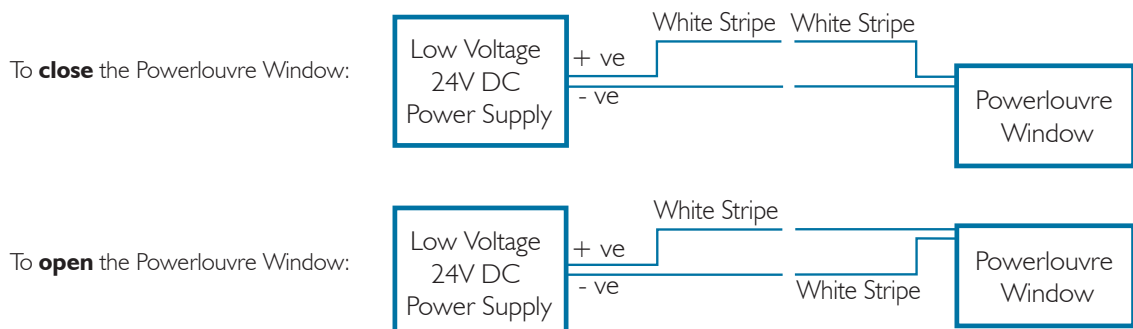 White Stripe White Stripe
To close the Powerlouvre Window:
Low Voltage
24V DC
Power Supply
+ ve
- ve
Powerlouvre
Window
White Stripe
To open the Powerlouvre Window:
Low Voltage
24V DC
Power Supply
+ ve
- ve
White Stripe
Powerlouvre
Window